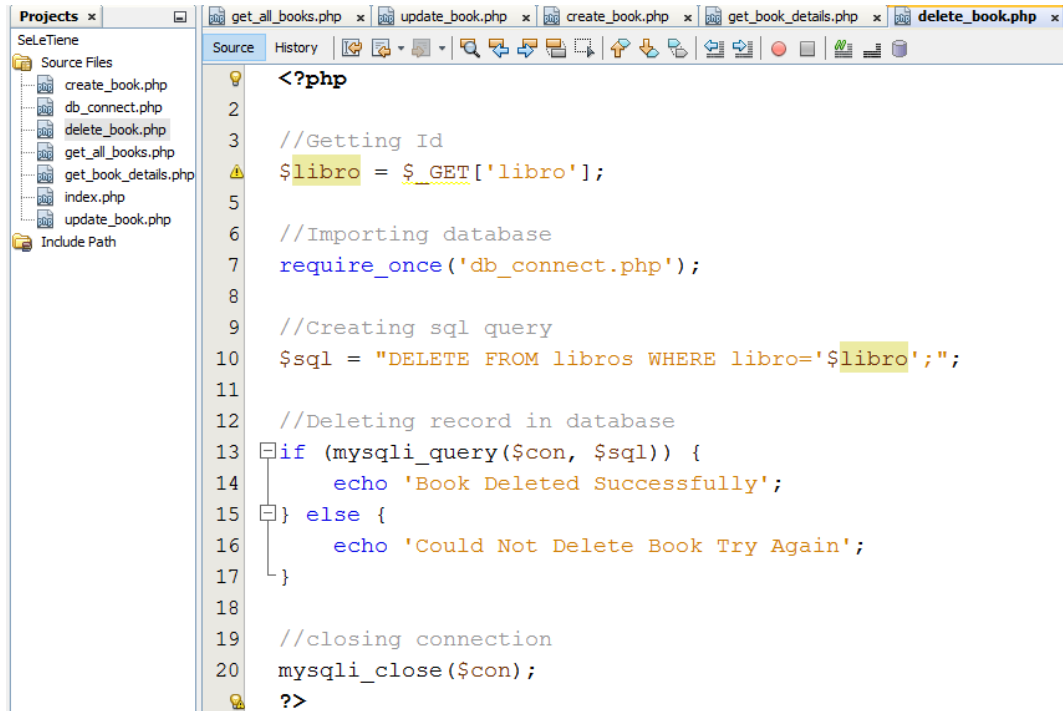 Projects
SeLeTiene
Source Files
create_book.php
db_connect.php
delete_book.php
get_all_books.php
get_book_details.php
index.php
update_book.php
Include Path
get_all_books.php update_book.php create_book.php get_book_details.php delete_book.php
Source History
<?php
2
3 //Getting Id
$libro = $_GET['libro'];
5
6 //Importing database
7 require_once('db_connect.php');
8
9 //Creating sql query
10 $sql = "DELETE FROM libros WHERE libro='$libro';";
11
12 //Deleting record in database
13 if (mysqli_query($con, $sql)) {
14 echo 'Book Deleted Successfully';
15 } else {
16 echo 'Could Not Delete Book Try Again';
17 }
18
19 //closing connection
20 mysqli_close($con);
?>